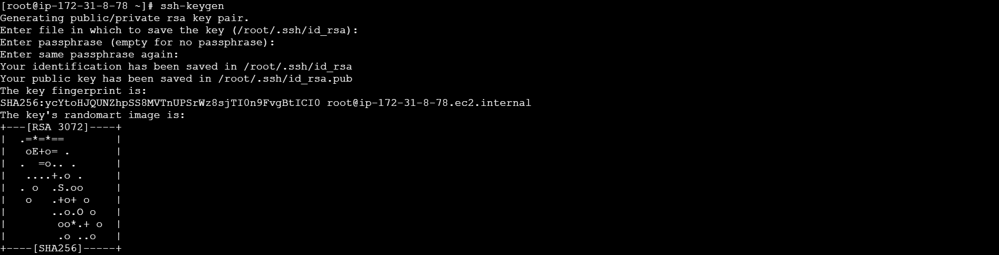 [root@ip-172-31-8-78 ~]# ssh-keygen
Generating public/private rsa key pair.
Enter file in which to save the key (/root/.ssh/id_rsa):
Enter passphrase (empty for no passphrase):
Enter same passphrase again:
Your identification has been saved in /root/.ssh/id_rsa
Your public key has been saved in /root/.ssh/id_rsa.pub
The key fingerprint is:
SHA256:ycYtoHJQUNZhpSS8MVTnUPSrWz8sjTI0n9FvgBtICI0 root@ip-172-31-8-78.ec2.internal
The key's randomart image is:
+---[RSA 3072]----+
|  .=*=*==        |
|   oE+o= .       |
|  .  =o.. .      |
|   ....+.o .     |
|  . o  .S.oo     |
|   o   .+o+ o    |
|       ..o.O o   |
|        oo*.+ o  |
|        .o ..o   |
+----[SHA256]-----+